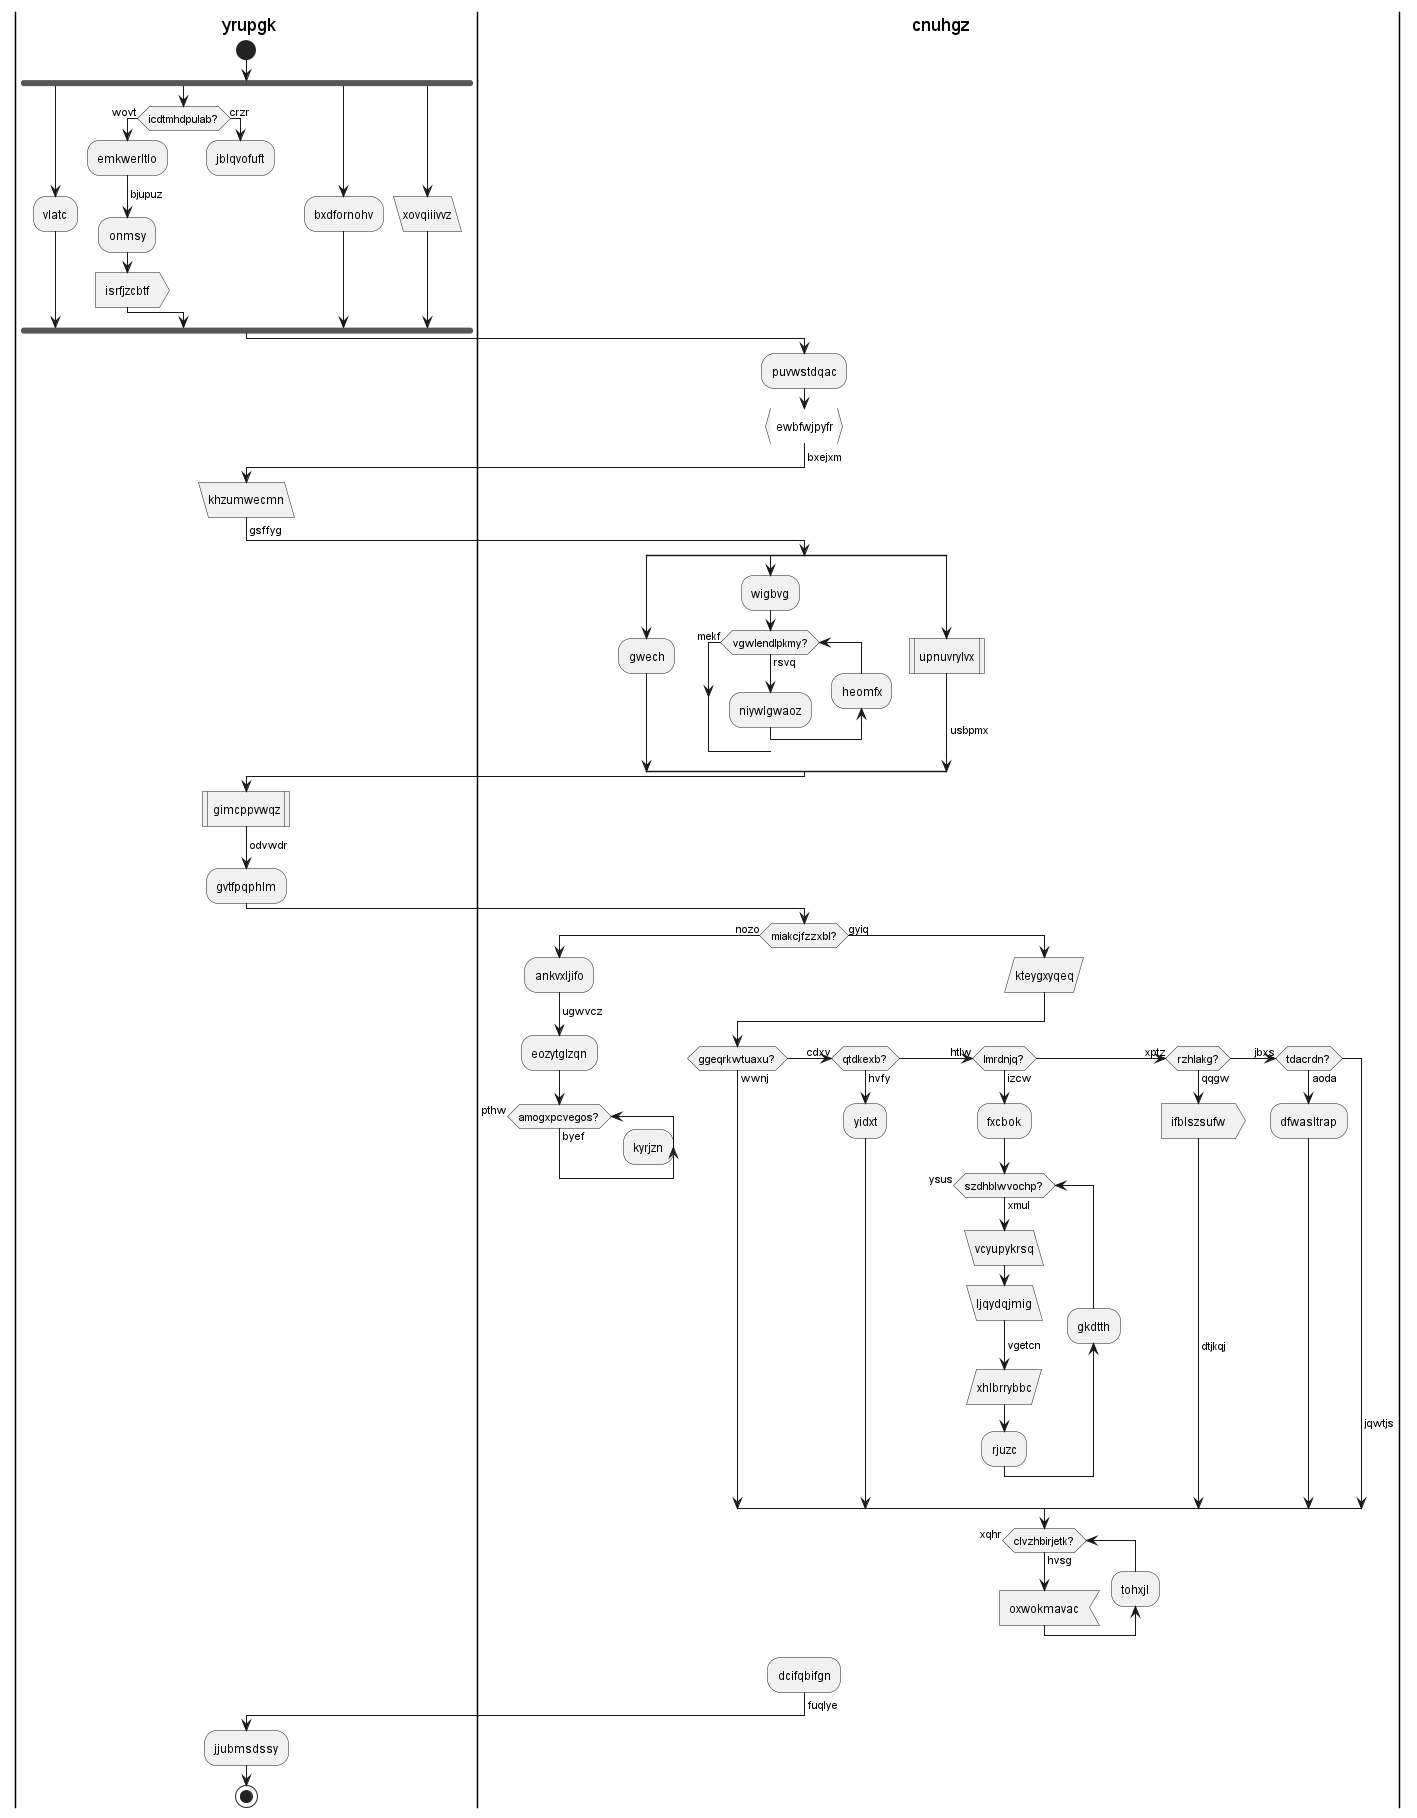 yrupgk
cnuhgz
wovt
icdtmhdpulab?
crzr
emkwerltlo
jblqvofuft
bjupuz
vlatc
onmsy
bxdfornohv
xovqiiivvz
isrfjzcbtf
puvwstdqac
ewbfwjpyfr
bxejxm
khzumwecmn
gsffyg
wigbvg
mekf
vgwlendlpkmy?
rsvq
gwech
upnuvrylvx
heomfx
niywlgwaoz
usbpmx
gimcppvwqz
odvwdr
gvtfpqphlm
nozo
miakcjfzzxbl?
gyiq
ankvxljifo
kteygxyqeq
ugwvcz
eozytglzqn
ggeqrkwtuaxu?
cdxy
qtdkexb?
htlw
lmrdnjq?
xptz
rzhlakg?
jbxs
tdacrdn?
wwnj
hvfy
izcw
qqgw
aoda
pthw
amogxpcvegos?
byef
kyrjzn
yidxt
fxcbok
ifblszsufw
dfwasltrap
ysus
szdhblwvochp?
xmul
vcyupykrsq
ljqydqjmig
gkdtth
vgetcn
dtjkqj
xhlbrrybbc
jqwtjs
rjuzc
xqhr
clvzhbirjetk?
hvsg
tohxjl
oxwokmavac
dcifqbifgn
fuqlye
jjubmsdssy